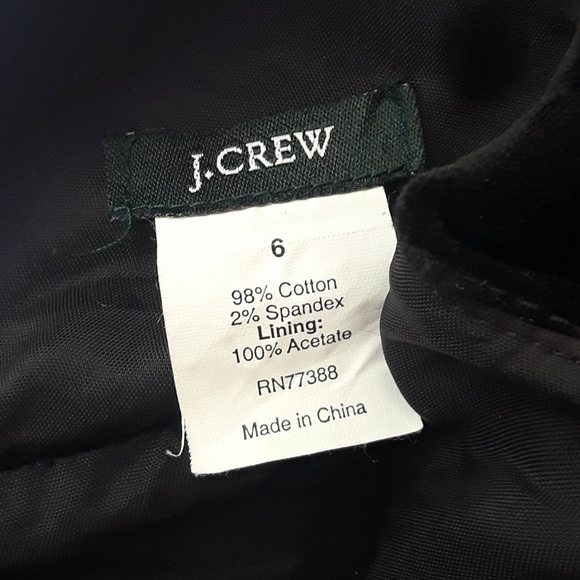 J.CREW
6
98% Cotton
2% Spandex
Lining:
100% Acetate
RN77388
Made in China